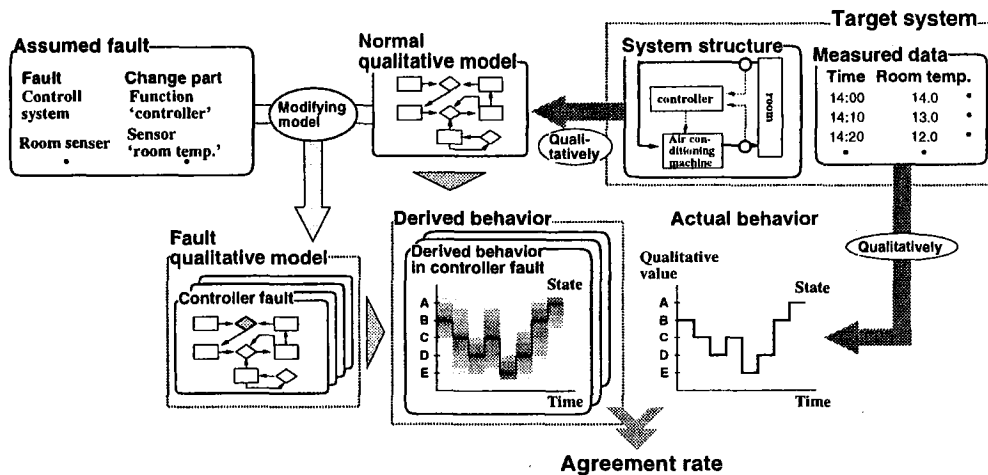 Target system
Assumed fault
Fault Change part
Controll Function
system 'controller'
Room senser Sensor
'room temp.'
Modifying
model
Normal
qualitative model
Quali-
tatively
System structure
controller
Air con-
ditioning
machine
room
Measured data
Time Room temp.
14:00 14.0
14:10 13.0
14:20 12.0
Fault
qualitative model
Controller fault
Derived behavior
Derived behavior
in controller fault
State
A
B
C
D
E
Time
Actual behavior
Qualitatively
Qualitative
value
State
A
B
C
D
E
Time
Agreement rate